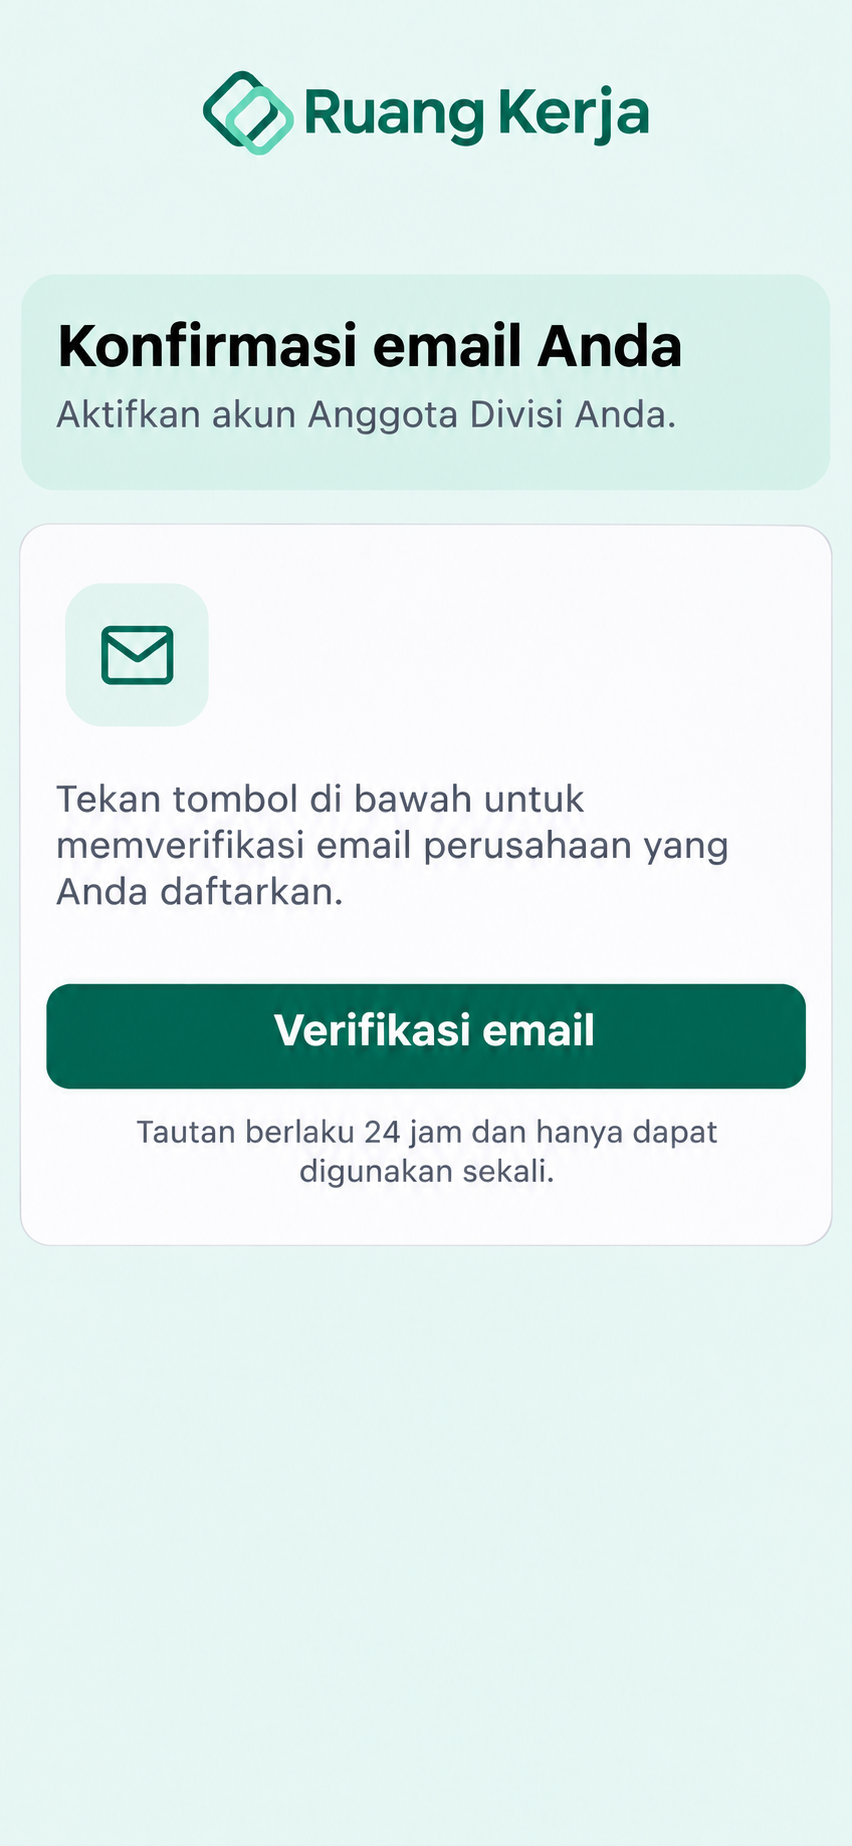 Ruang Kerja
Konfirmasi email Anda
Aktifkan akun Anggota Divisi Anda.
Tekan tombol di bawah untuk
memverifikasi email perusahaan yang
Anda daftarkan.
Verifikasi email
Tautan berlaku 24 jam dan hanya dapat
digunakan sekali.